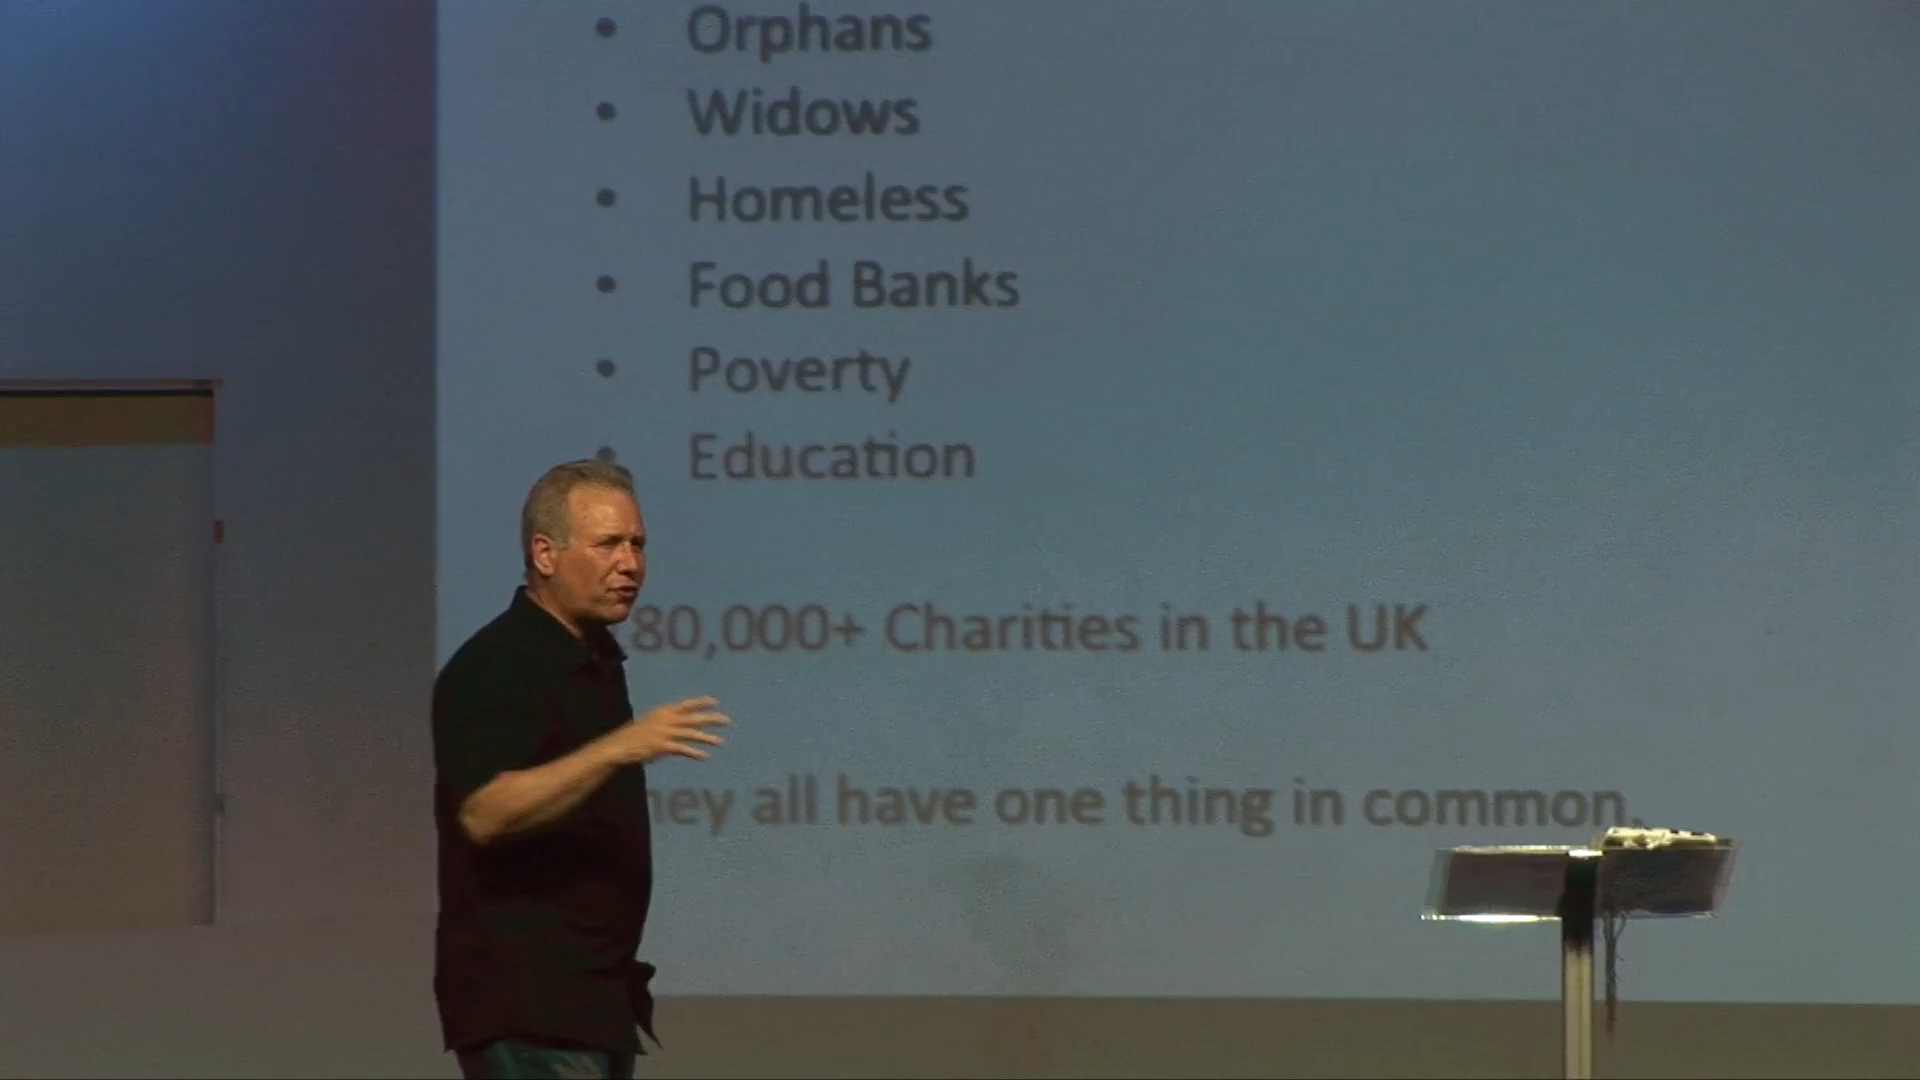 • Orphans
• Widows
• Homeless
• Food Banks
• Poverty
• Education
80,000+ Charities in the UK
all have one thing in common.